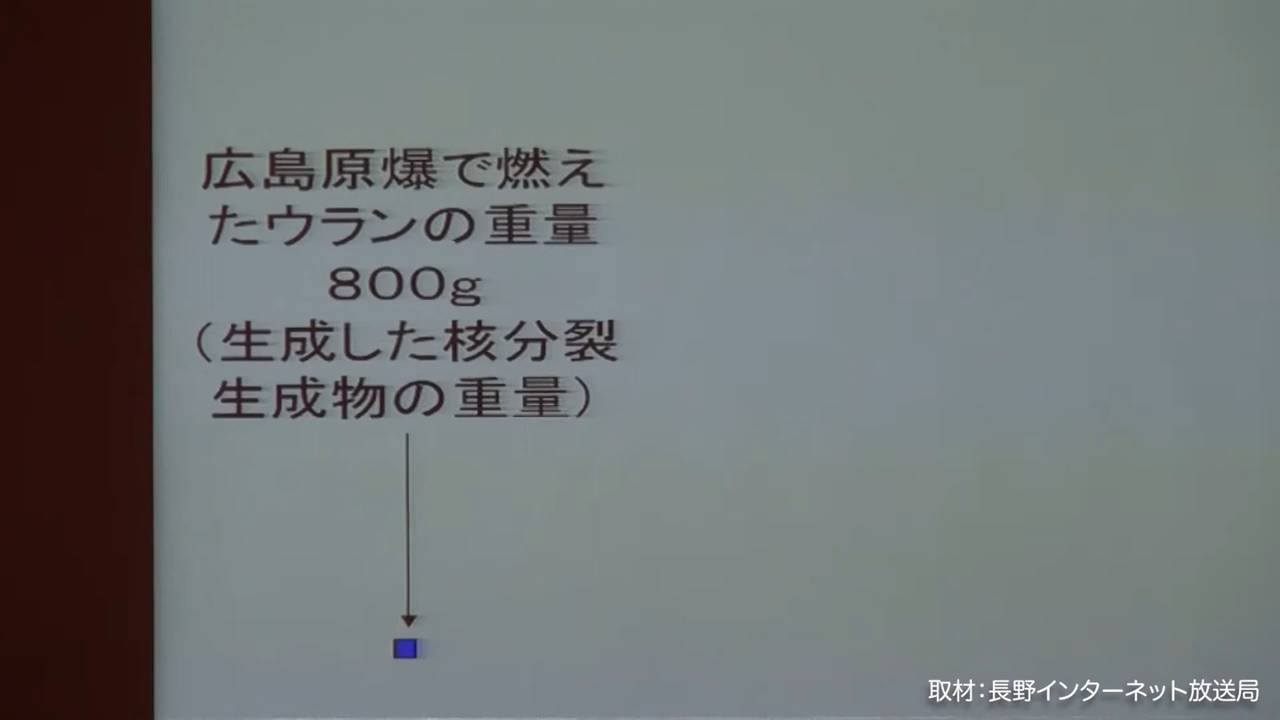 広島原爆で燃え
たウランの重量
800g
(生成した核分裂
生成物の重量)
取材:長野インターネット放送局